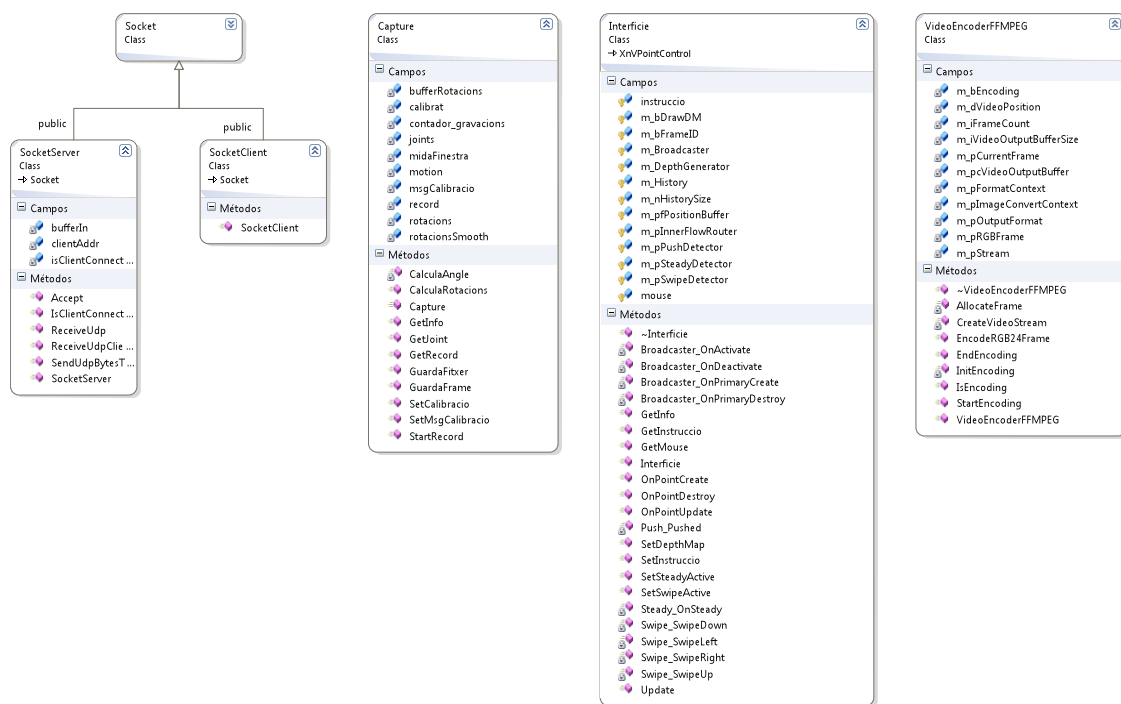 Socket
Class
public
public
SocketServer
Class
Socket
Campos
bufferIn
clientAddr
isClientConnect ...
Métodos
Accept
IsClientConnect ...
ReceiveUdp
ReceiveUdpClie ...
SendUdpBytesT ...
SocketServer
SocketClient
Class
Socket
Métodos
SocketClient
Capture
Class
Campos
bufferRotacions
calibrat
contador_gravacions
joints
midaFinestra
motion
msgCalibracio
record
rotacions
rotacionsSmooth
Métodos
CalculaAngle
CalculaRotacions
Capture
GetInfo
GetJoint
GetRecord
GuardaFitxer
GuardaFrame
SetCalibracio
SetMsgCalibracio
StartRecord
Interficie
Class
XnVPointControl
Campos
instruccio
m_bDrawDM
m_bFrameID
m_Broadcaster
m_DepthGenerator
m_History
m_nHistorySize
m_pfPositionBuffer
m_pInnerFlowRouter
m_pPushDetector
m_pSteadyDetector
m_pSwipeDetector
mouse
Métodos
~Interficie
Broadcaster_OnActivate
Broadcaster_OnDeactivate
Broadcaster_OnPrimaryCreate
Broadcaster_OnPrimaryDestroy
GetInfo
GetInstruccio
GetMouse
Interficie
OnPointCreate
OnPointDestroy
OnPointUpdate
Push_Pushed
SetDepthMap
SetInstruccio
SetSteadyActive
SetSwipeActive
Steady_OnSteady
Swipe_SwipeDown
Swipe_SwipeLeft
Swipe_SwipeRight
Swipe_SwipeUp
Update
VideoEncoderFFMPEG
Class
Campos
m_bEncoding
m_dVideoPosition
m_iFrameCount
m_iVideoOutputBufferSize
m_pCurrentFrame
m_pcVideoOutputBuffer
m_pFormatContext
m_pImageConvertContext
m_pOutputFormat
m_pRGBFrame
m_pStream
Métodos
~VideoEncoderFFMPEG
AllocateFrame
CreateVideoStream
EncodeRGB24Frame
EndEncoding
InitEncoding
IsEncoding
StartEncoding
VideoEncoderFFMPEG